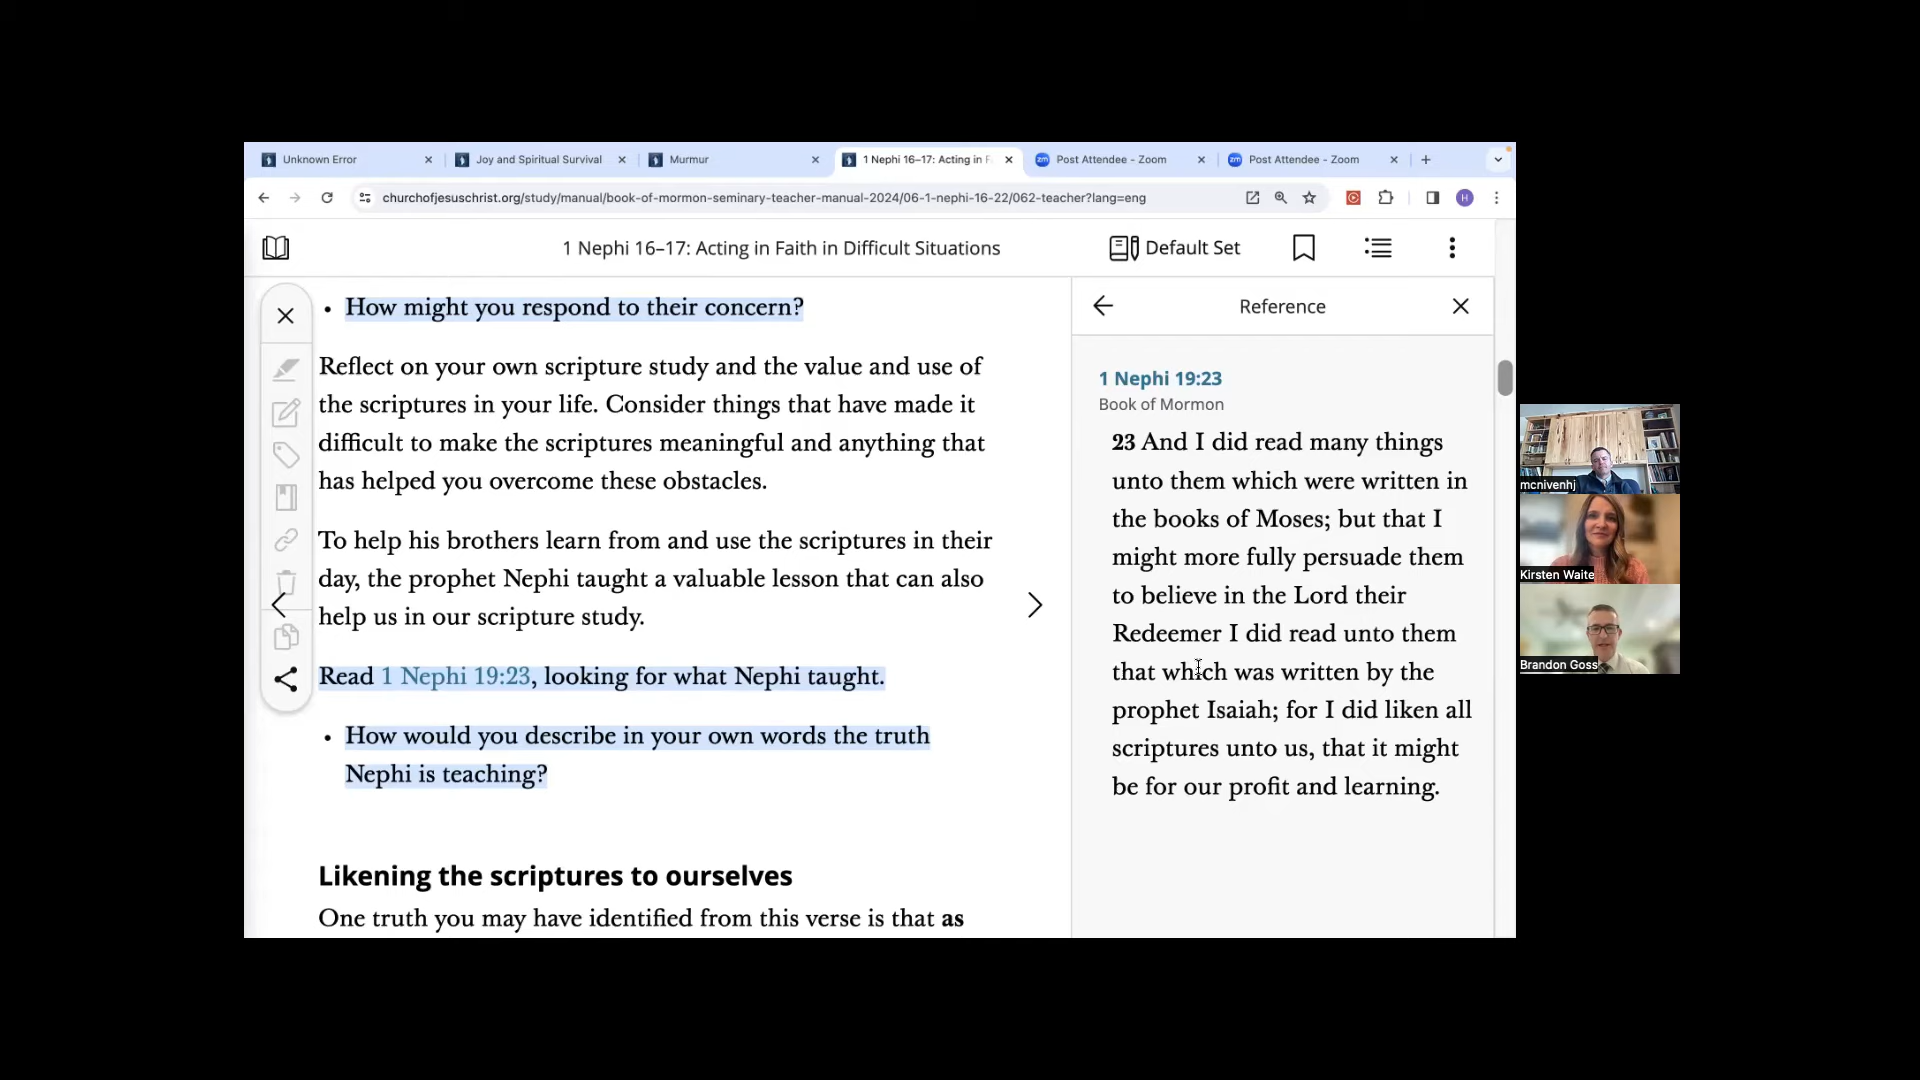 Unknown Error
Joy and Spiritual Survival
Murmur
1 Nephi 16–17: Acting in F
Post Attendee - Zoom
Post Attendee - Zoom
churchofjesuschrist.org/study/manual/book-of-mormon-seminary-teacher-manual-2024/06-1-nephi-16-22/062-teacher?lang=eng
H
1 Nephi 16–17: Acting in Faith in Difficult Situations
Default Set
• How might you respond to their concern?
Reflect on your own scripture study and the value and use of
the scriptures in your life. Consider things that have made it
difficult to make the scriptures meaningful and anything that
has helped you overcome these obstacles.
To help his brothers learn from and use the scriptures in their
day, the prophet Nephi taught a valuable lesson that can also
help us in our scripture study.
Read 1 Nephi 19:23, looking for what Nephi taught.
• How would you describe in your own words the truth
Nephi is teaching?
Likening the scriptures to ourselves
One truth you may have identified from this verse is that as
Reference
1 Nephi 19:23
Book of Mormon
23 And I did read many things
unto them which were written in
the books of Moses; but that I
might more fully persuade them
to believe in the Lord their
Redeemer I did read unto them
that which was written by the
prophet Isaiah; for I did liken all
scriptures unto us, that it might
be for our profit and learning.
mcnivenhj
Kirsten Waite
Brandon Goss